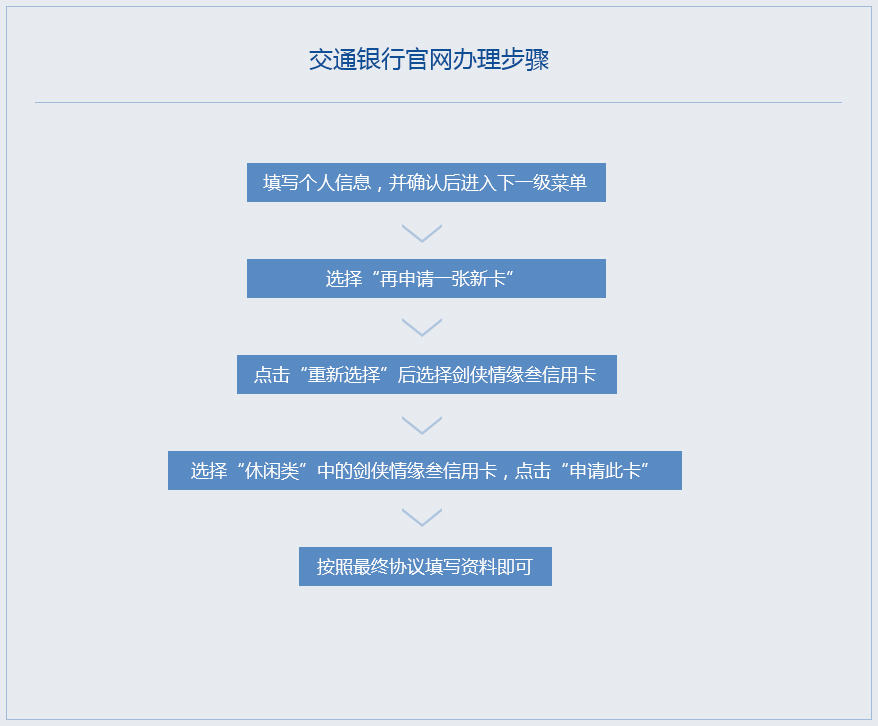 交通银行官网办理步骤
填写个人信息，并确认后进入下一级菜单
选择“再申请一张新卡”
点击“重新选择”后选择剑侠情缘叁信用卡
选择“休闲类”中的剑侠情缘叁信用卡，点击“申请此卡”
按照最终协议填写资料即可